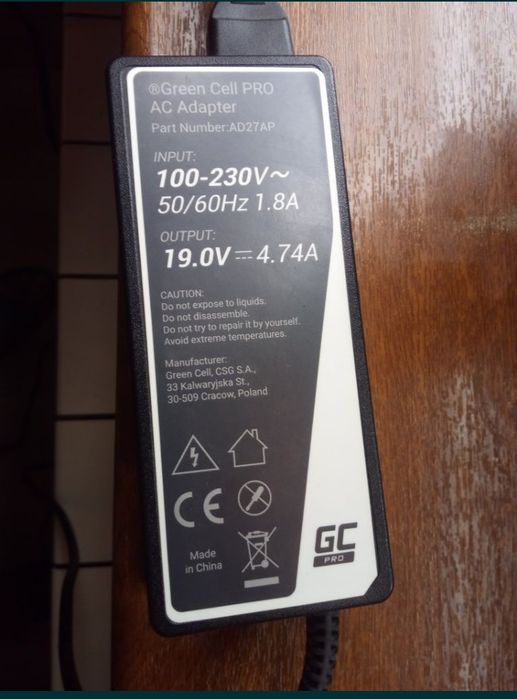 ®Green Cell PRO
AC Adapter
Part Number:AD27AP
INPUT:
100-230V~
50/60Hz 1.8A
OUTPUT:
19.0V⎓4.74A
CAUTION:
Do not expose to liquids.
Do not disassemble.
Do not try to repair it by yourself.
Avoid extreme temperatures.
Manufacturer:
Green Cell, CSG S.A.,
33 Kalwaryjska St.,
30-509 Cracow, Poland
CE
Made
in China
GC
PRO